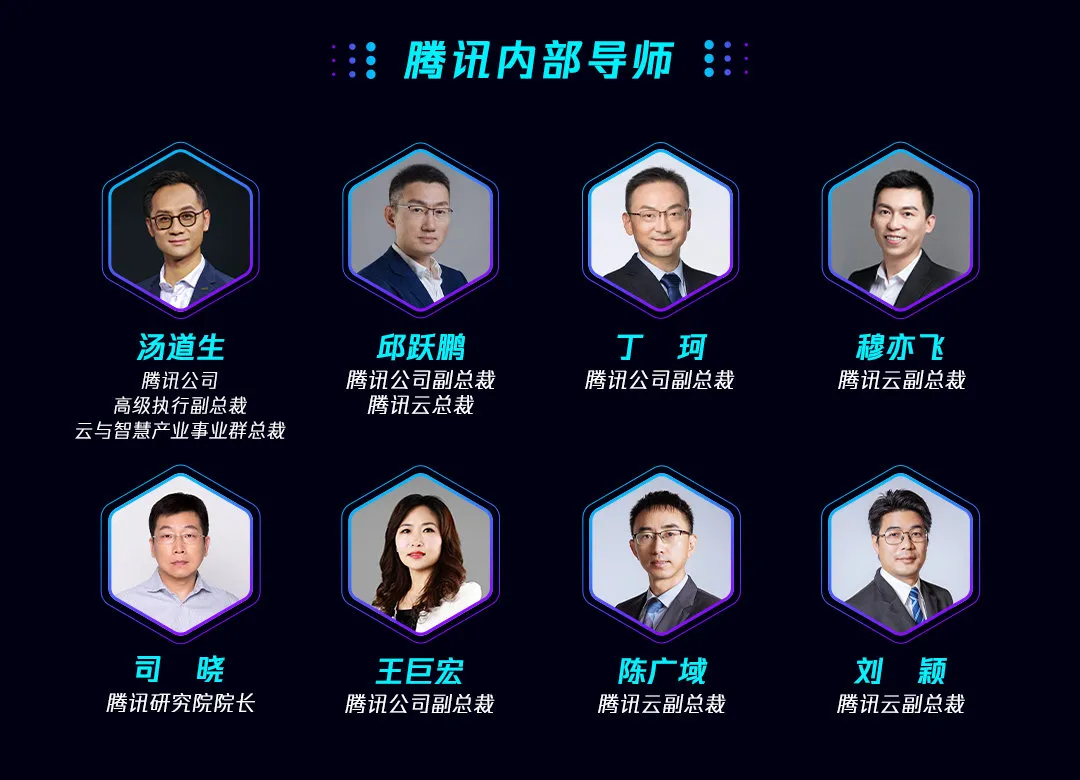 腾讯内部导师
汤道生
腾讯公司
高级执行副总裁
云与智慧产业事业群总裁
邱跃鹏
腾讯公司副总裁
腾讯云总裁
丁 珂
腾讯公司副总裁
穆亦飞
腾讯云副总裁
司 晓
腾讯研究院院长
王巨宏
腾讯公司副总裁
陈广域
腾讯云副总裁
刘 颖
腾讯云副总裁